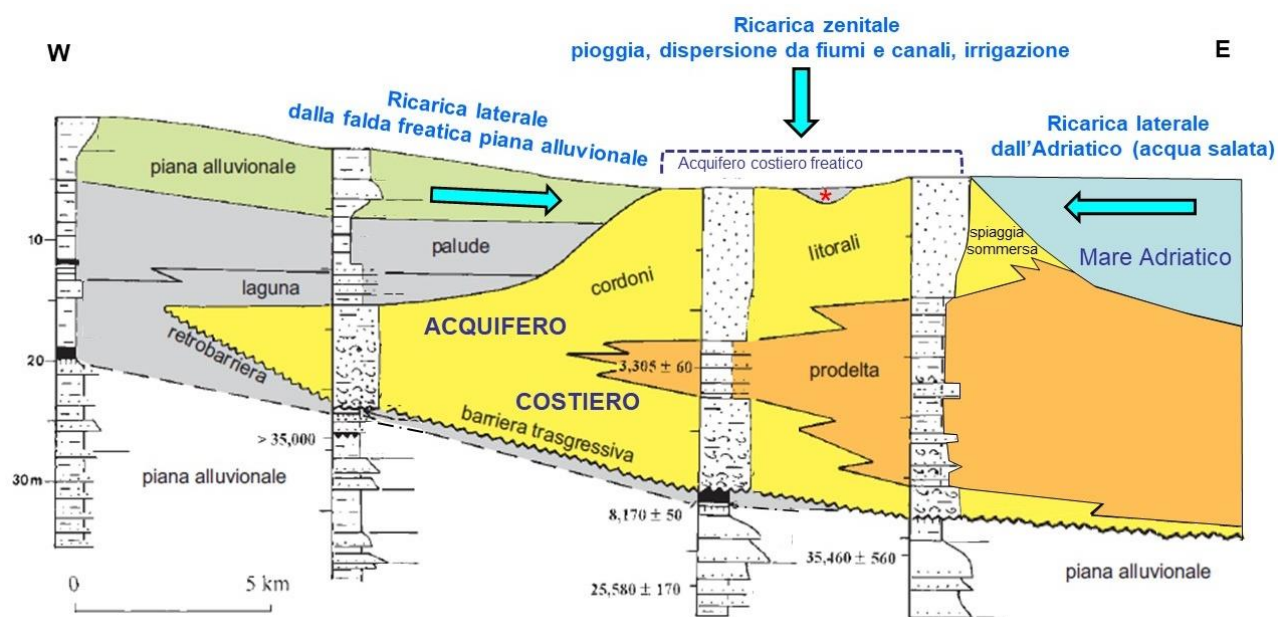 W
Ricarica zenitale
pioggia, dispersione da fiumi e canali, irrigazione
E
Ricarica laterale
dalla falda freatica piana alluvionale
Ricarica laterale
dall'Adriatico (acqua salata)
Acquifero costiero freatico
piana alluvionale
*
palude
laguna
retrobarriera
cordoni
litorali
spiaggia
sommersa
Mare Adriatico
ACQUIFERO
COSTIERO
prodelta
barriera trasgressiva
10
20
30m
3,305 ± 60
> 35,000
piana alluvionale
8,170 ± 50
25,580 ± 170
35,460 ± 560
piana alluvionale
0
5 km